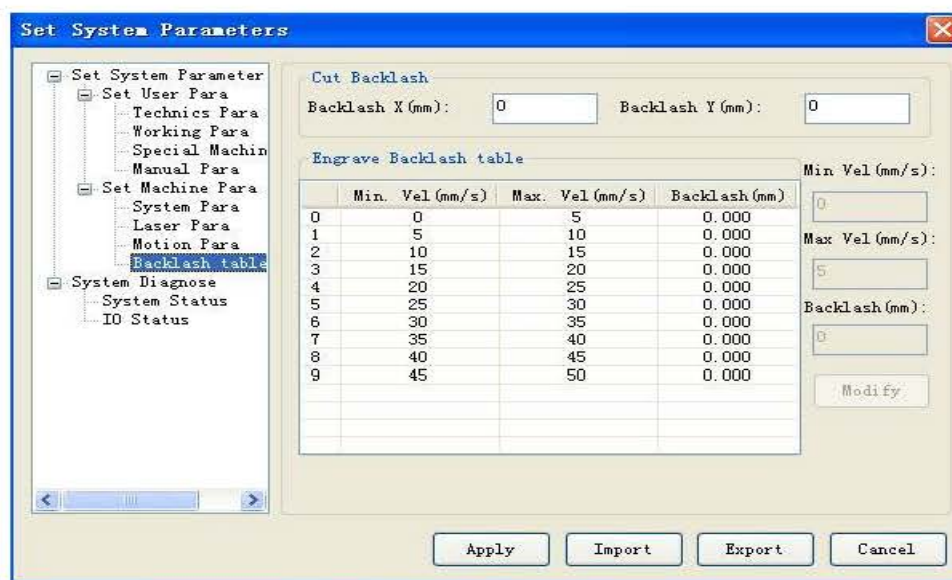 Set System Parameters
Set System Parameter
Set User Para
Technics Para
Working Para
Special Machin
Manual Para
Set Machine Para
System Para
Laser Para
Motion Para
Backlash table
System Diagnose
System Status
IO Status
Cut Backlash
Backlash X(mm): 0 Backlash Y(mm): 0
Engrave Backlash table
Min. Vel(mm/s) Max. Vel(mm/s) Backlash(mm)
0 0 5 0.000
1 5 10 0.000
2 10 15 0.000
3 15 20 0.000
4 20 25 0.000
5 25 30 0.000
6 30 35 0.000
7 35 40 0.000
8 40 45 0.000
9 45 50 0.000
Min Vel(mm/s):
0
Max Vel(mm/s):
5
Backlash(mm):
0
Modify
Apply Import Export Cancel